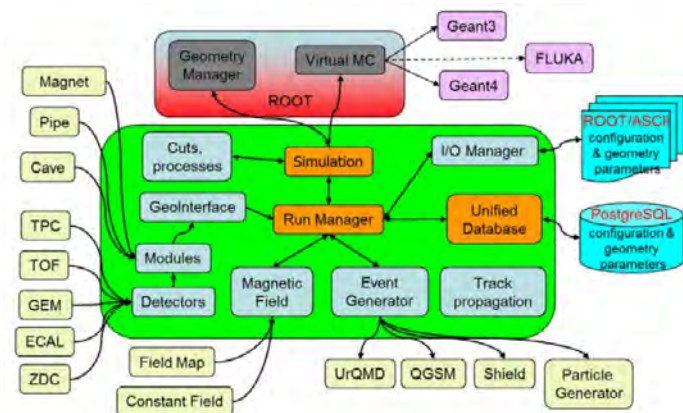 Geant3
Geometry
Manager
Virtual MC
FLUKA
Magnet
ROOT
Geant4
Pipe
Cuts,
processes
Simulation
I/O Manager
ROOT/ASCII
configuration
& geometry
parameters
Cave
GeoInterface
Run Manager
Unified
Database
PostgreSQL
configuration &
geometry
parameters
TPC
Modules
TOF
Magnetic
Field
Event
Generator
Track
propagation
GEM
Detectors
ECAL
Field Map
ZDC
UrQMD
QGSM
Shield
Particle
Generator
Constant Field